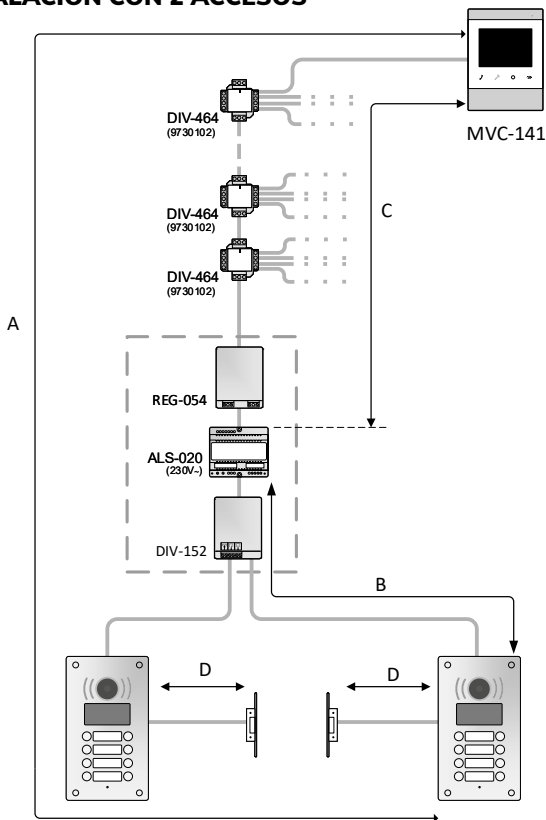 ALACIÓN CON 2 ACCESOS
MVC-141
DIV-464
(9730102)
DIV-464
(9730102)
C
DIV-464
(9730102)
A
REG-054
ALS-020
(230V~)
DIV-152
B
D
D